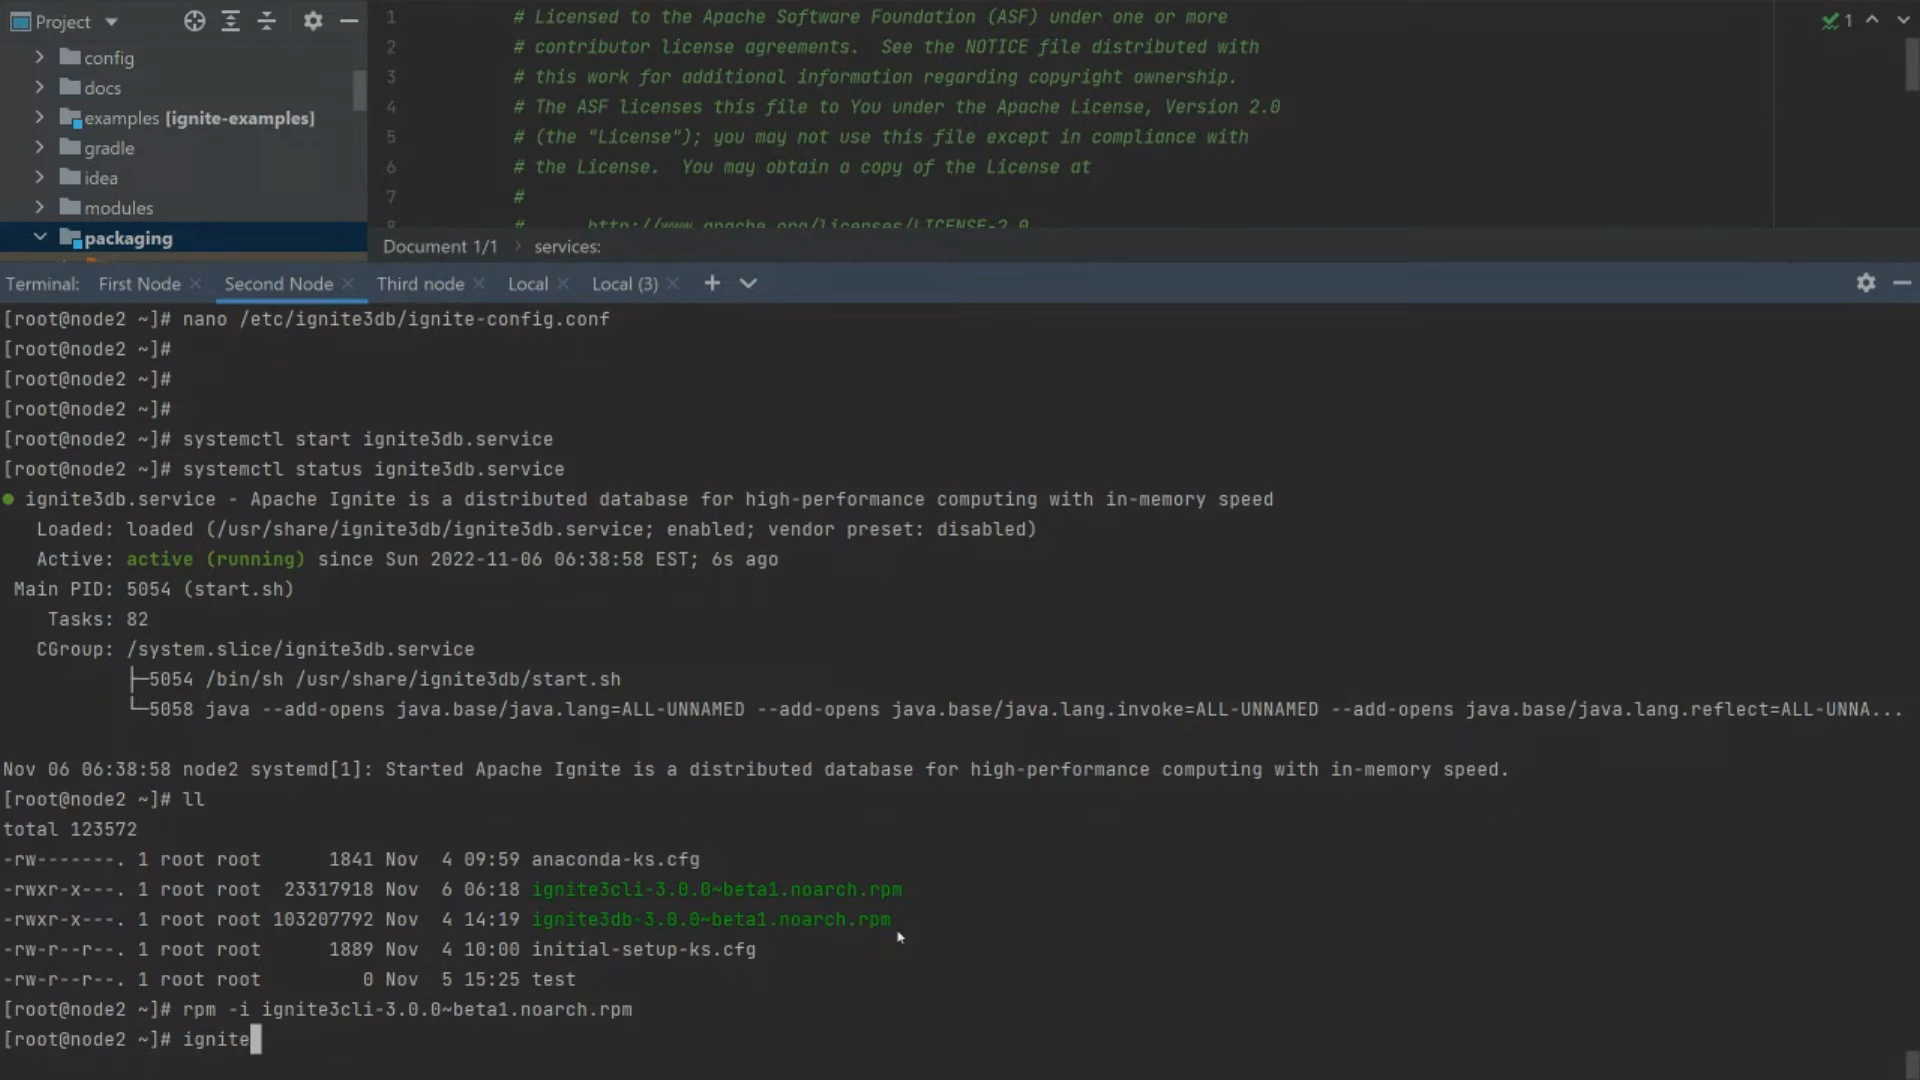 Project
config
docs
examples [ignite-examples]
gradle
idea
modules
packaging
1 # Licensed to the Apache Software Foundation (ASF) under one or more
2 # contributor license agreements.  See the NOTICE file distributed with
3 # this work for additional information regarding copyright ownership.
4 # The ASF licenses this file to You under the Apache License, Version 2.0
5 # (the "License"); you may not use this file except in compliance with
6 # the License.  You may obtain a copy of the License at
7 #
8 #     http://www.apache.org/licenses/LICENSE-2.0
1
Document 1/1 services:
Terminal: First Node Second Node Third node Local Local (3)
[root@node2 ~]# nano /etc/ignite3db/ignite-config.conf
[root@node2 ~]#
[root@node2 ~]#
[root@node2 ~]#
[root@node2 ~]# systemctl start ignite3db.service
[root@node2 ~]# systemctl status ignite3db.service
● ignite3db.service - Apache Ignite is a distributed database for high-performance computing with in-memory speed
Loaded: loaded (/usr/share/ignite3db/ignite3db.service; enabled; vendor preset: disabled)
Active: active (running) since Sun 2022-11-06 06:38:58 EST; 6s ago
Main PID: 5054 (start.sh)
Tasks: 82
CGroup: /system.slice/ignite3db.service
├─5054 /bin/sh /usr/share/ignite3db/start.sh
└─5058 java --add-opens java.base/java.lang=ALL-UNNAMED --add-opens java.base/java.lang.invoke=ALL-UNNAMED --add-opens java.base/java.lang.reflect=ALL-UNNA...
Nov 06 06:38:58 node2 systemd[1]: Started Apache Ignite is a distributed database for high-performance computing with in-memory speed.
[root@node2 ~]# ll
total 123572
-rw-------. 1 root root      1841 Nov  4 09:59 anaconda-ks.cfg
-rwxr-x---. 1 root root  23317918 Nov  6 06:18 ignite3cli-3.0.0~beta1.noarch.rpm
-rwxr-x---. 1 root root 103207792 Nov  4 14:19 ignite3db-3.0.0~beta1.noarch.rpm
-rw-r--r--. 1 root root      1889 Nov  4 10:00 initial-setup-ks.cfg
-rw-r--r--. 1 root root         0 Nov  5 15:25 test
[root@node2 ~]# rpm -i ignite3cli-3.0.0~beta1.noarch.rpm
[root@node2 ~]# ignite